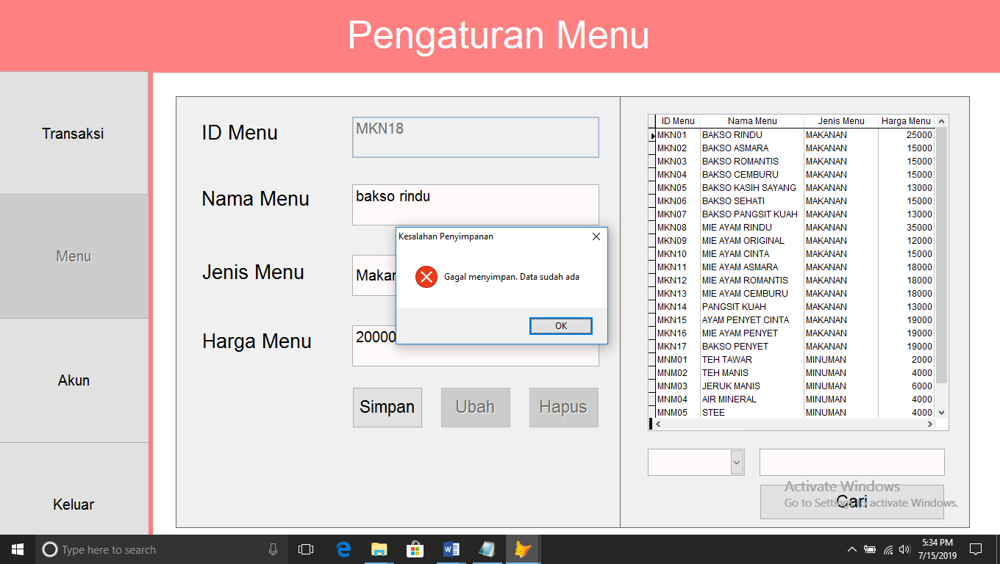 Pengaturan Menu
Transaksi
Menu
Akun
Keluar
ID Menu MKN18
Nama Menu bakso rindu
Jenis Menu Makan
Harga Menu 20000
Simpan Ubah Hapus
Kesalahan Penyimpanan
Gagal menyimpan. Data sudah ada
OK
ID Menu Nama Menu Jenis Menu Harga Menu
MKN01 BAKSO RINDU MAKANAN 25000
MKN02 BAKSO ASMARA MAKANAN 15000
MKN03 BAKSO ROMANTIS MAKANAN 15000
MKN04 BAKSO CEMBURU MAKANAN 15000
MKN05 BAKSO KASIH SAYANG MAKANAN 13000
MKN06 BAKSO SEHATI MAKANAN 15000
MKN07 BAKSO PANGSIT KUAH MAKANAN 13000
MKN08 MIE AYAM RINDU MAKANAN 35000
MKN09 MIE AYAM ORIGINAL MAKANAN 12000
MKN10 MIE AYAM CINTA MAKANAN 15000
MKN11 MIE AYAM ASMARA MAKANAN 18000
MKN12 MIE AYAM ROMANTIS MAKANAN 18000
MKN13 MIE AYAM CEMBURU MAKANAN 18000
MKN14 PANGSIT KUAH MAKANAN 13000
MKN15 AYAM PENYET CINTA MAKANAN 19000
MKN16 MIE AYAM PENYET MAKANAN 19000
MKN17 BAKSO PENYET MAKANAN 19000
MNM01 TEH TAWAR MINUMAN 2000
MNM02 TEH MANIS MINUMAN 4000
MNM03 JERUK MANIS MINUMAN 6000
MNM04 AIR MINERAL MINUMAN 4000
MNM05 STEE MINUMAN 4000
Cari
Activate Windows
Go to Settings to activate Windows.
Type here to search
5:34 PM
7/15/2019